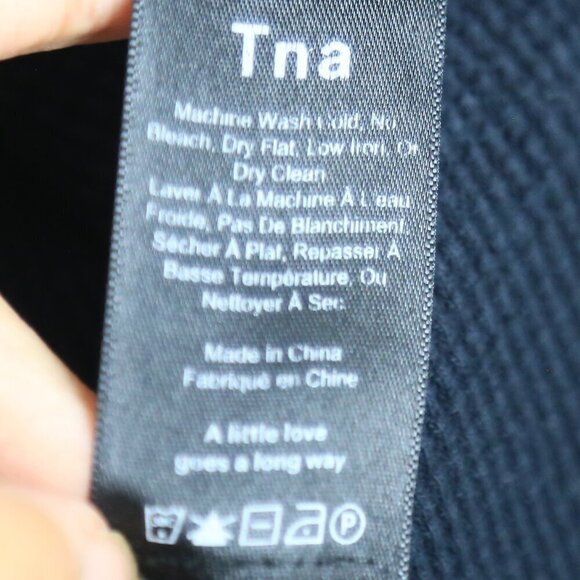 Tna
Machine Wash Cold, No
Bleach, Dry Flat, Low Iron, Or
Dry Clean
Laver À La Machine À L'eau
Froide, Pas De Blanchiment
Sécher À Plat, Repasser À
Basse Température, Ou
Nettoyer À Sec
Made in China
Fabriqué en Chine
A little love
goes a long way
P